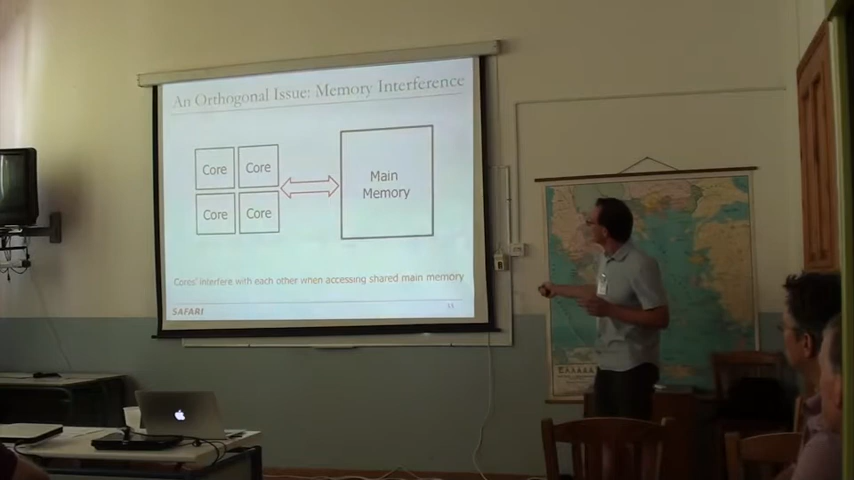 An Orthogonal Issue: Memory Interference
Core
Core
Core
Core
Main
Memory
Cores' interfere with each other when accessing shared main memory
SAFARI